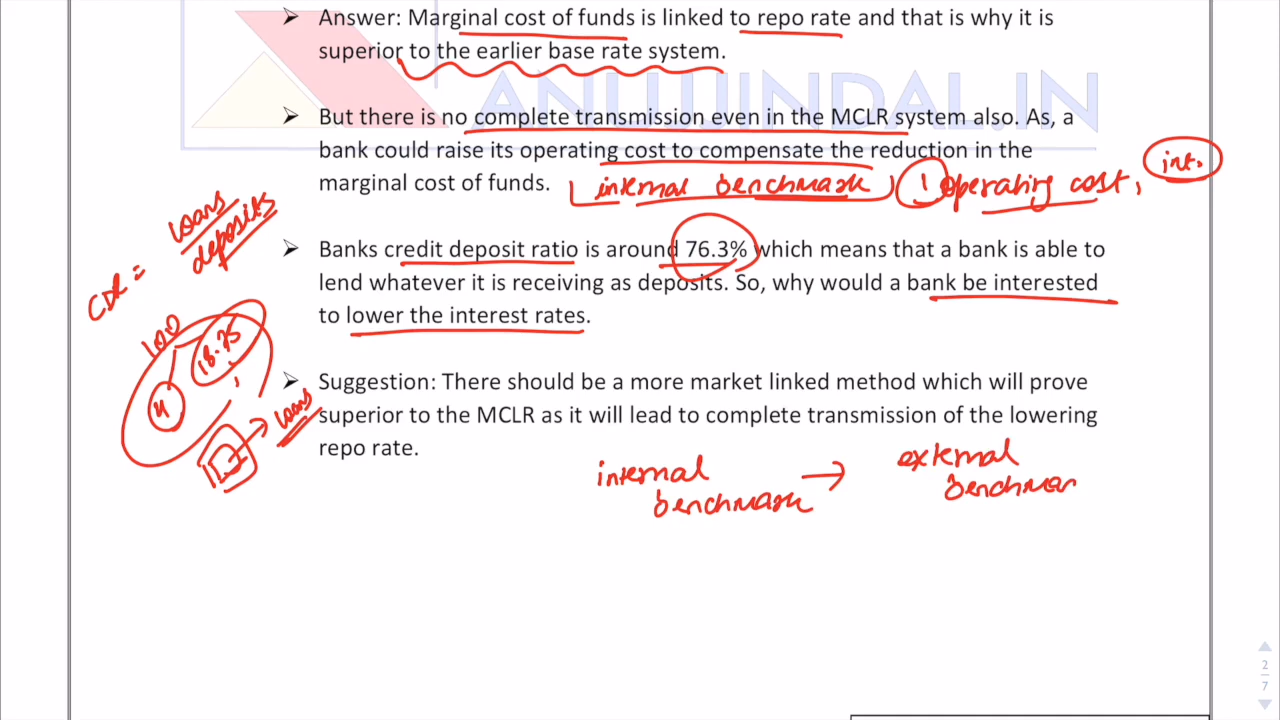 ➢ Answer: Marginal cost of funds is linked to repo rate and that is why it is
superior to the earlier base rate system.
ANUJJINDAL.IN
➢ But there is no complete transmission even in the MCLR system also. As, a
bank could raise its operating cost to compensate the reduction in the
marginal cost of funds.
internal benchmark operating cost, int.
CDR = loans
deposits
➢ Banks credit deposit ratio is around 76.3% which means that a bank is able to
lend whatever it is receiving as deposits. So, why would a bank be interested
to lower the interest rates.
100
4 18.75
loans
➢ Suggestion: There should be a more market linked method which will prove
superior to the MCLR as it will lead to complete transmission of the lowering
repo rate.
internal benchmark → external benchmar
2
7